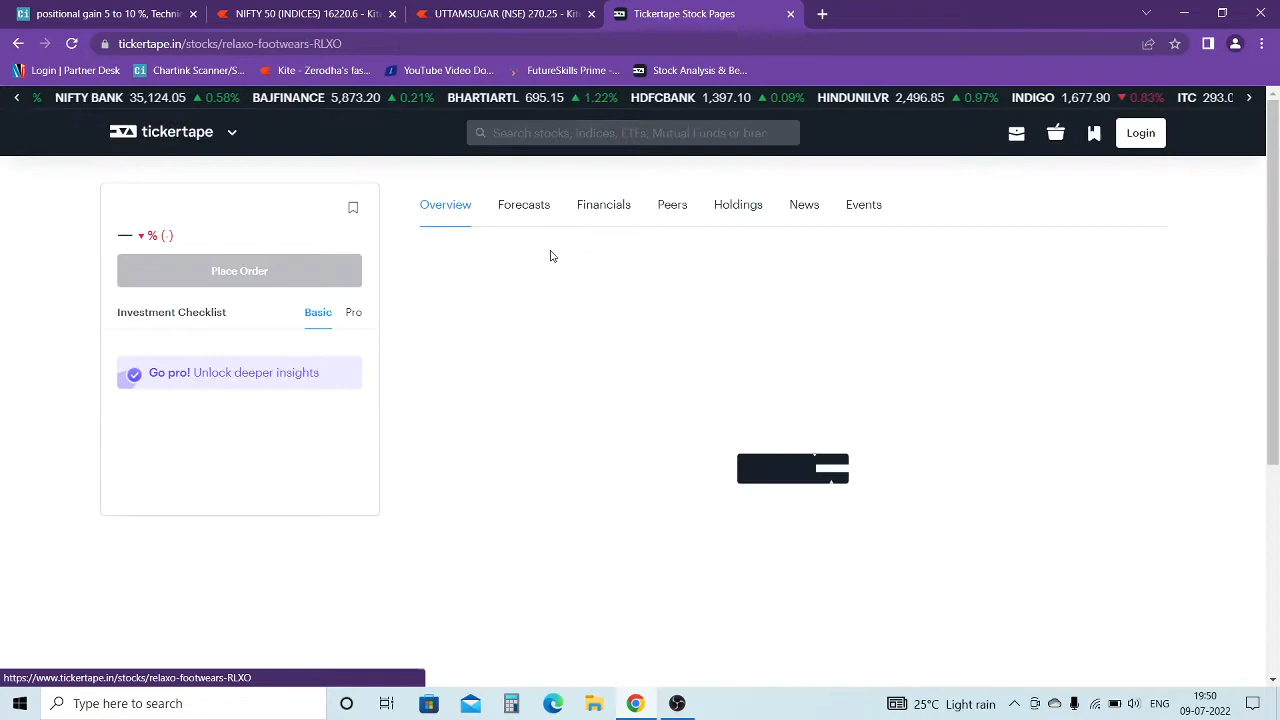 positional gain 5 to 10 %, Techni
NIFTY 50 (INDICES) 16220.6 - Kit
UTTAMSUGAR (NSE) 270.25 - Kit
Tickertape Stock Pages
tickertape.in/stocks/relaxo-footwears-RLXO
Login | Partner Desk
Chartink Scanner/S...
Kite - Zerodha's fas...
YouTube Video Do...
FutureSkills Prime -...
Stock Analysis & Be...
% NIFTY BANK 35,124.05 ▲ 0.58% BAJFINANCE 5,873.20 ▲ 0.21% BHARTIARTL 695.15 ▲ 1.22% HDFCBANK 1,397.10 ▲ 0.09% HINDUNILVR 2,496.85 ▲ 0.97% INDIGO 1,677.90 ▼ 0.83% ITC 293.0
tickertape
Search stocks, indices, ETFs, Mutual Funds or brar
Login
Overview Forecasts Financials Peers Holdings News Events
— ▼ % (-)
Place Order
Investment Checklist Basic Pro
Go pro! Unlock deeper insights
https://www.tickertape.in/stocks/relaxo-footwears-RLXO
Type here to search
25°C Light rain
ENG
19:50
09-07-2022